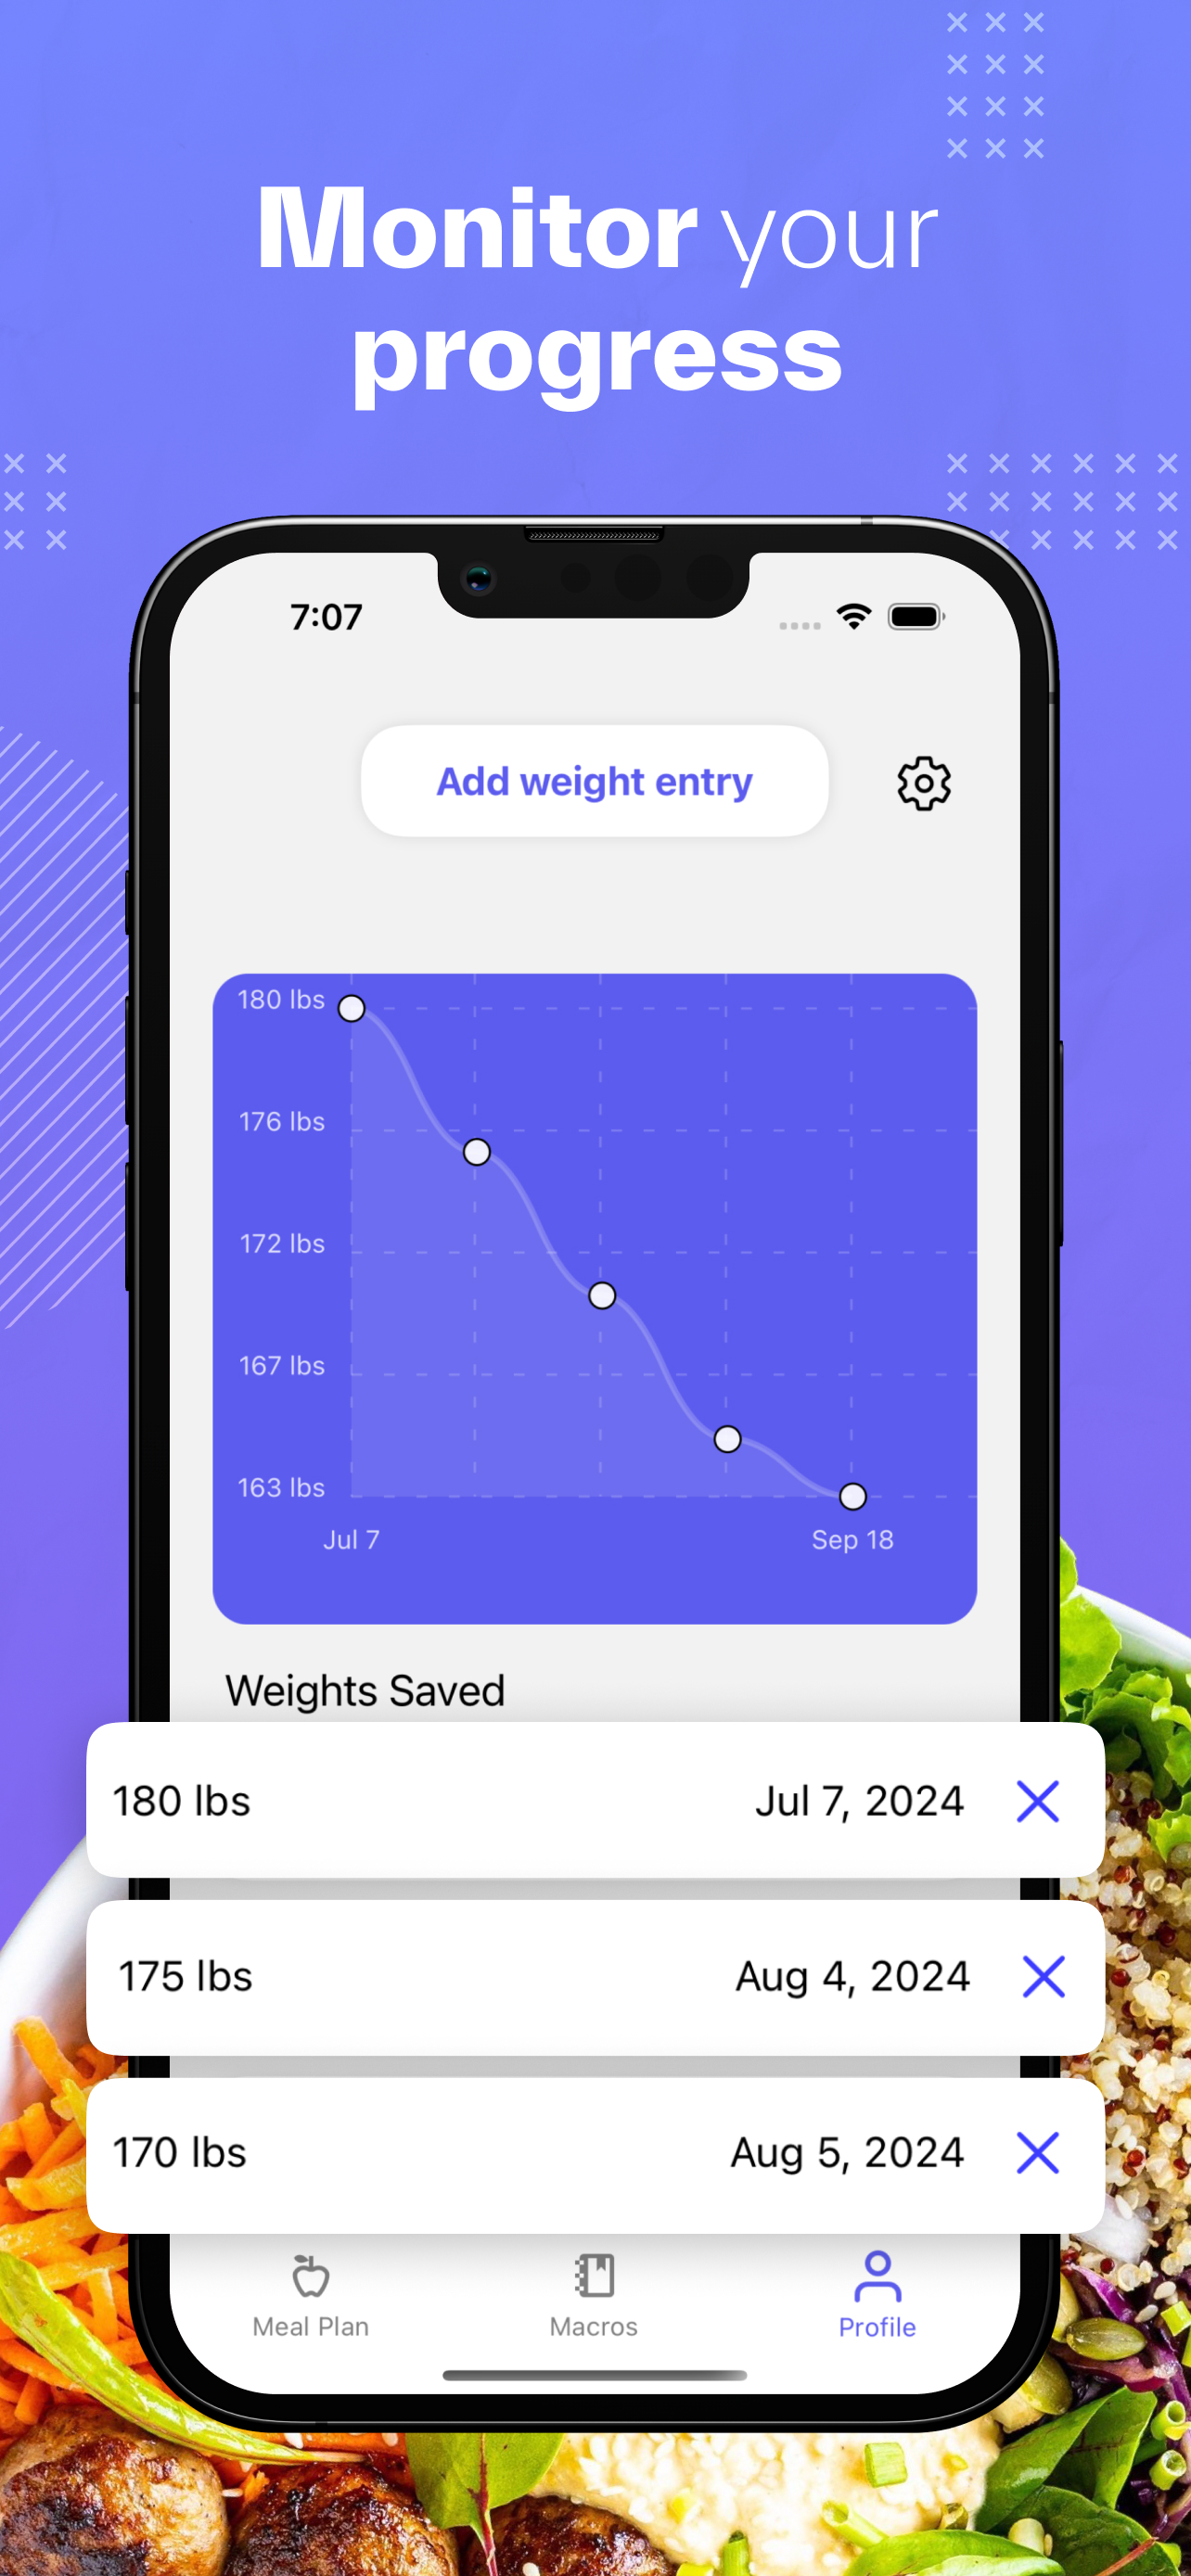 Monitor your
progress
7:07
Add weight entry
180 lbs
176 lbs
172 lbs
167 lbs
163 lbs
Jul 7
Sep 18
Weights Saved
180 lbs Jul 7, 2024
175 lbs Aug 4, 2024
170 lbs Aug 5, 2024
Meal Plan Macros Profile